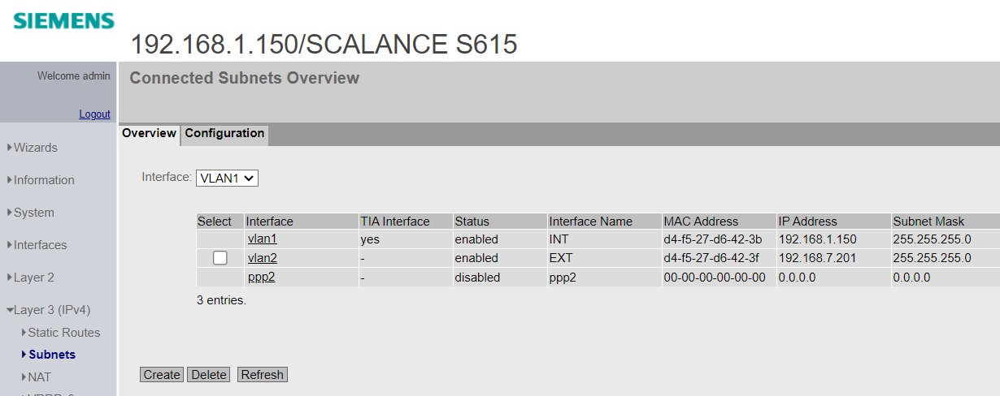 SIEMENS
192.168.1.150/SCALANCE S615
Welcome admin
Logout
Connected Subnets Overview
Overview Configuration
Wizards
Information
System
Interfaces
Layer 2
Layer 3 (IPv4)
Static Routes
Subnets
NAT
Interface: VLAN1
Select Interface TIA Interface Status Interface Name MAC Address IP Address Subnet Mask
vlan1 yes enabled INT d4-f5-27-d6-42-3b 192.168.1.150 255.255.255.0
vlan2 - enabled EXT d4-f5-27-d6-42-3f 192.168.7.201 255.255.255.0
ppp2 - disabled ppp2 00-00-00-00-00-00 0.0.0.0 0.0.0.0
3 entries.
Create Delete Refresh